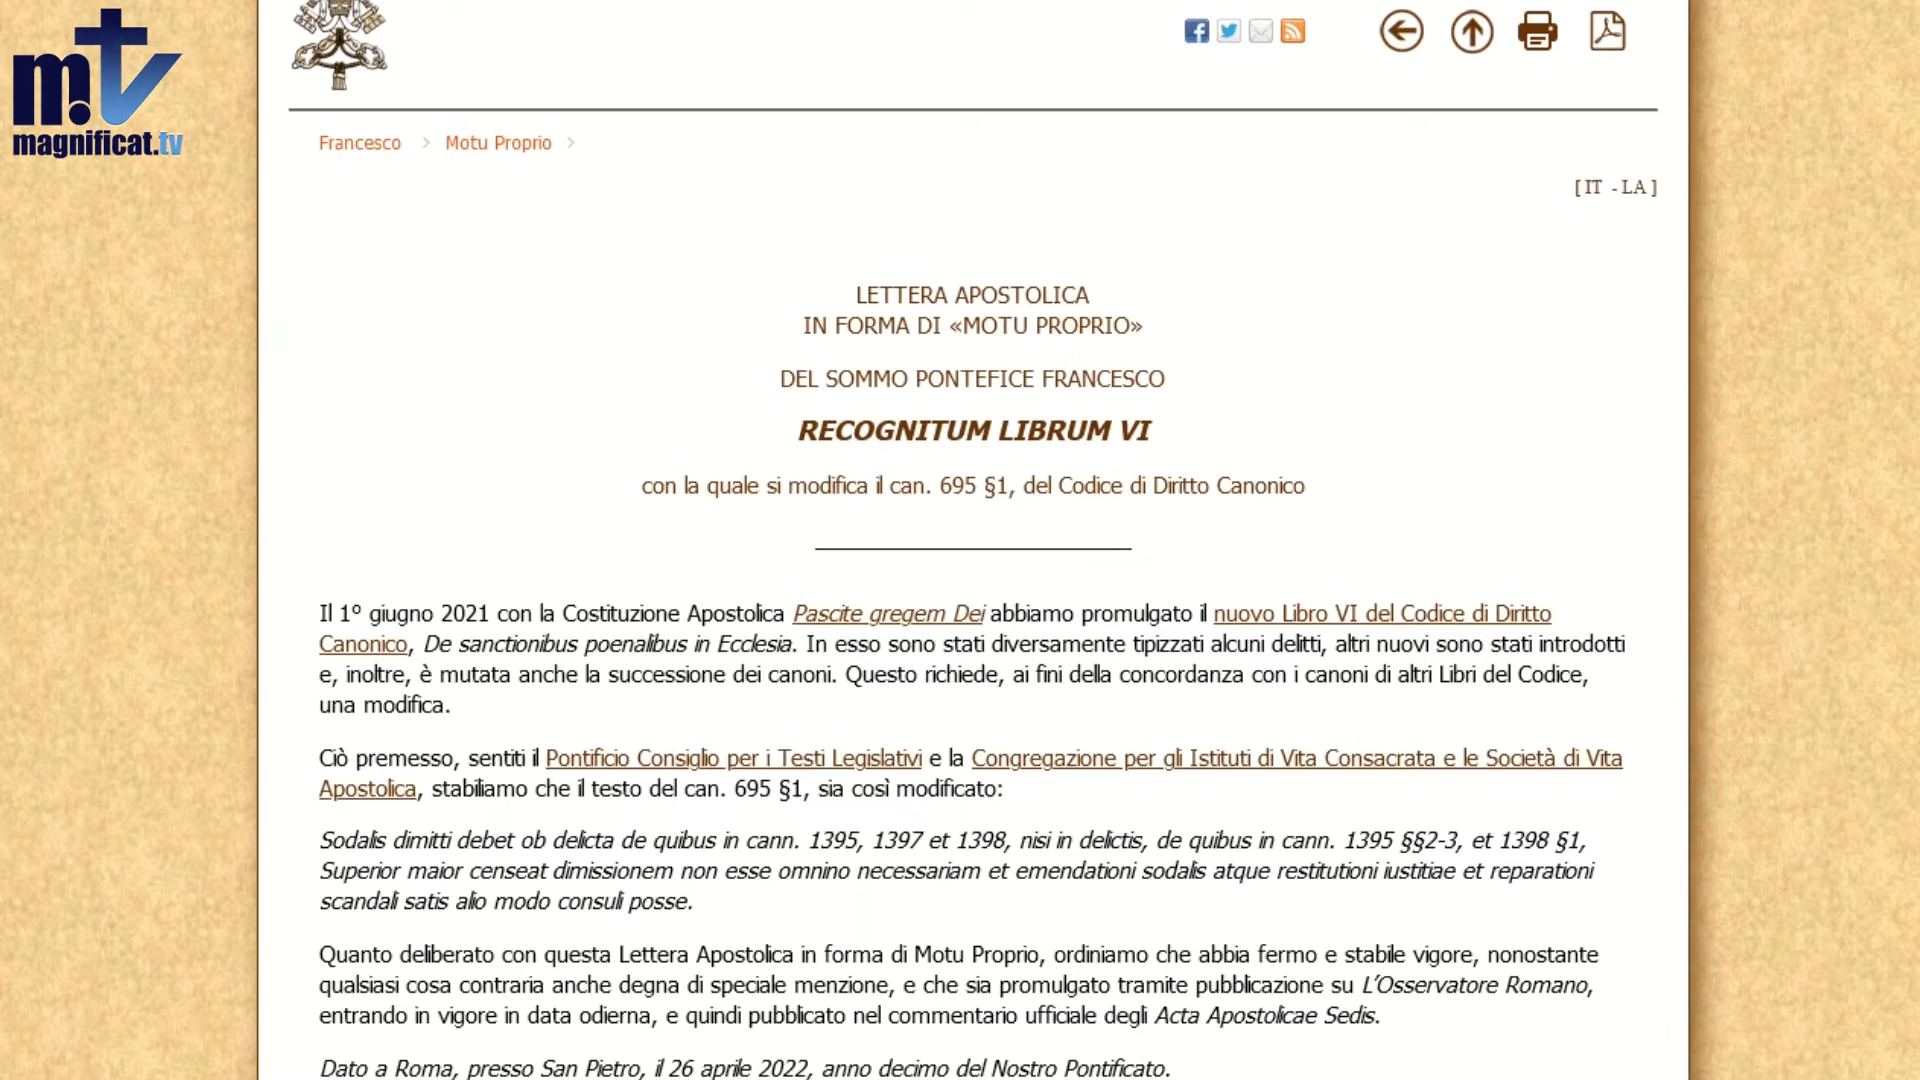 m.tv
magnificat.tv
Francesco > Motu Proprio >
[ IT - LA ]
LETTERA APOSTOLICA
IN FORMA DI «MOTU PROPRIO»
DEL SOMMO PONTEFICE FRANCESCO
RECOGNITUM LIBRUM VI
con la quale si modifica il can. 695 §1, del Codice di Diritto Canonico
Il 1° giugno 2021 con la Costituzione Apostolica Pascite gregem Dei abbiamo promulgato il nuovo Libro VI del Codice di Diritto
Canonico, De sanctionibus poenalibus in Ecclesia. In esso sono stati diversamente tipizzati alcuni delitti, altri nuovi sono stati introdotti
e, inoltre, è mutata anche la successione dei canoni. Questo richiede, ai fini della concordanza con i canoni di altri Libri del Codice,
una modifica.
Ciò premesso, sentiti il Pontificio Consiglio per i Testi Legislativi e la Congregazione per gli Istituti di Vita Consacrata e le Società di Vita
Apostolica, stabiliamo che il testo del can. 695 §1, sia così modificato:
Sodalis dimitti debet ob delicta de quibus in cann. 1395, 1397 et 1398, nisi in delictis, de quibus in cann. 1395 §§2-3, et 1398 §1,
Superior maior censeat dimissionem non esse omnino necessariam et emendationi sodalis atque restitutioni iustitiae et reparationi
scandali satis alio modo consuli posse.
Quanto deliberato con questa Lettera Apostolica in forma di Motu Proprio, ordiniamo che abbia fermo e stabile vigore, nonostante
qualsiasi cosa contraria anche degna di speciale menzione, e che sia promulgato tramite pubblicazione su L'Osservatore Romano,
entrando in vigore in data odierna, e quindi pubblicato nel commentario ufficiale degli Acta Apostolicae Sedis.
Dato a Roma, presso San Pietro, il 26 aprile 2022, anno decimo del Nostro Pontificato.